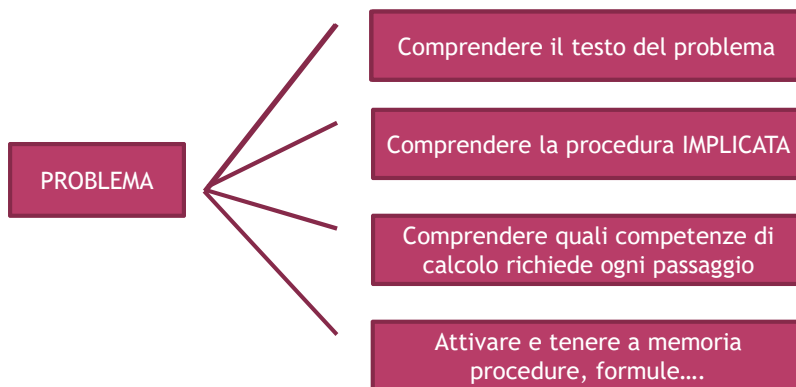 Comprendere il testo del problema
Comprendere la procedura IMPLICATA
PROBLEMA
Comprendere quali competenze di
calcolo richiede ogni passaggio
Attivare e tenere a memoria
procedure, formule….